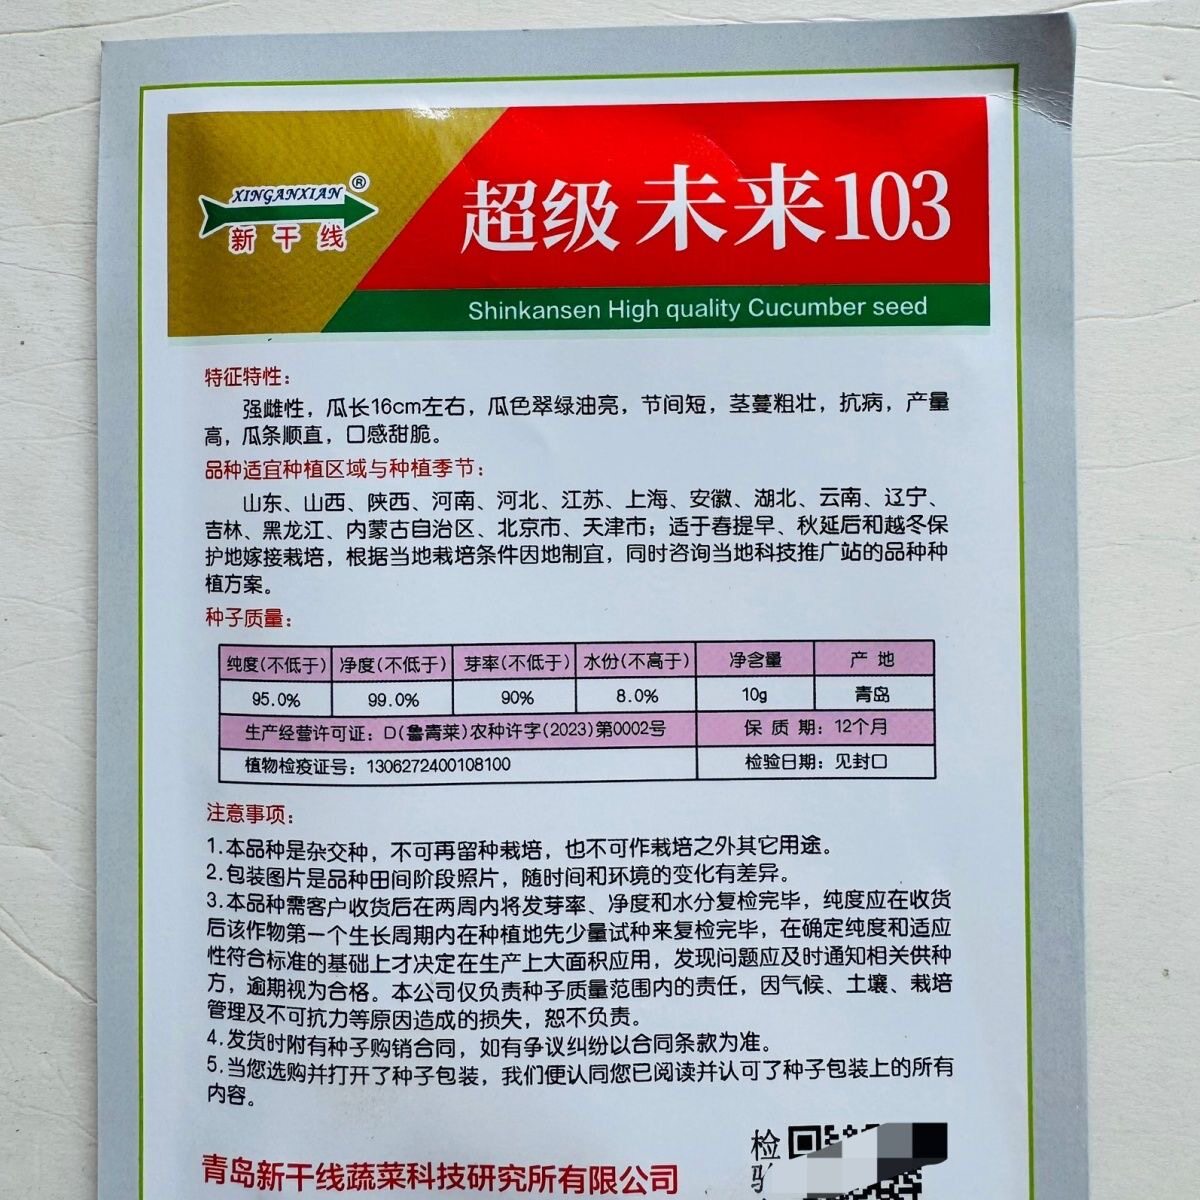 XINGANXIAN®
新干线
超级 未来103
Shinkansen High quality Cucumber seed
特征特性：
强雌性，瓜长16cm左右，瓜色翠绿油亮，节间短，茎蔓粗壮，抗病，产量
高，瓜条顺直，口感甜脆。
品种适宜种植区域与种植季节：
山东、山西、陕西、河南、河北、江苏、上海、安徽、湖北、云南、辽宁、
吉林、黑龙江、内蒙古自治区、北京市、天津市；适于春提早、秋延后和越冬保
护地嫁接栽培，根据当地栽培条件因地制宜，同时咨询当地科技推广站的品种种
植方案。
种子质量：
纯度(不低于) 净度(不低于) 芽率(不低于) 水份(不高于) 净含量 产 地
95.0% 99.0% 90% 8.0% 10g 青岛
生产经营许可证：D(鲁青莱)农种许字(2023)第0002号 保 质 期：12个月
植物检疫证号：1306272400108100 检验日期：见封口
注意事项：
1.本品种是杂交种，不可再留种栽培，也不可作栽培之外其它用途。
2.包装图片是品种田间阶段照片，随时间和环境的变化有差异。
3.本品种需客户收货后在两周内将发芽率、净度和水分复检完毕，纯度应在收货
后该作物第一个生长周期内在种植地先少量试种来复检完毕，在确定纯度和适应
性符合标准的基础上才决定在生产上大面积应用，发现问题应及时通知相关供种
方，逾期视为合格。本公司仅负责种子质量范围内的责任，因气候、土壤、栽培
管理及不可抗力等原因造成的损失，恕不负责。
4.发货时附有种子购销合同，如有争议纠纷以合同条款为准。
5.当您选购并打开了种子包装，我们便认同您已阅读并认可了种子包装上的所有
内容。
青岛新干线蔬菜科技研究所有限公司
检
验